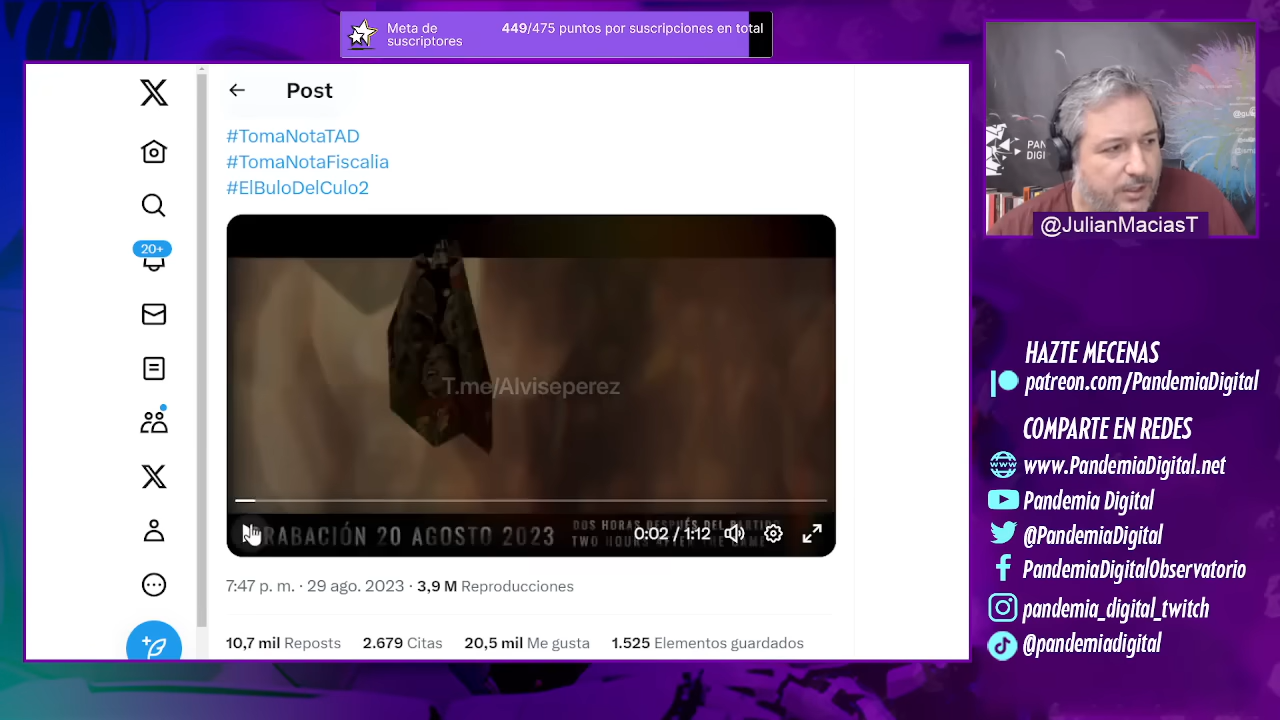 Meta de
suscriptores
449/475 puntos por suscripciones en total
Post
#TomaNotaTAD
#TomaNotaFiscalia
#ElBuloDelCulo2
20+
T.me/Alviseperez
RABACIÓN 20 AGOSTO 2023
DOS HORAS DESPUÉS DEL PARTIDO
TWO HOURS AFTER THE GAME
0:02 / 1:12
7:47 p. m. · 29 ago. 2023 · 3,9 M Reproducciones
10,7 mil Reposts 2.679 Citas 20,5 mil Me gusta 1.525 Elementos guardados
PAN
DIGI
@JulianMaciasT
HAZTE MECENAS
patreon.com/PandemiaDigital
COMPARTE EN REDES
www.PandemiaDigital.net
Pandemia Digital
@PandemiaDigital
PandemiaDigitalObservatorio
pandemia_digital_twitch
@pandemiadigital